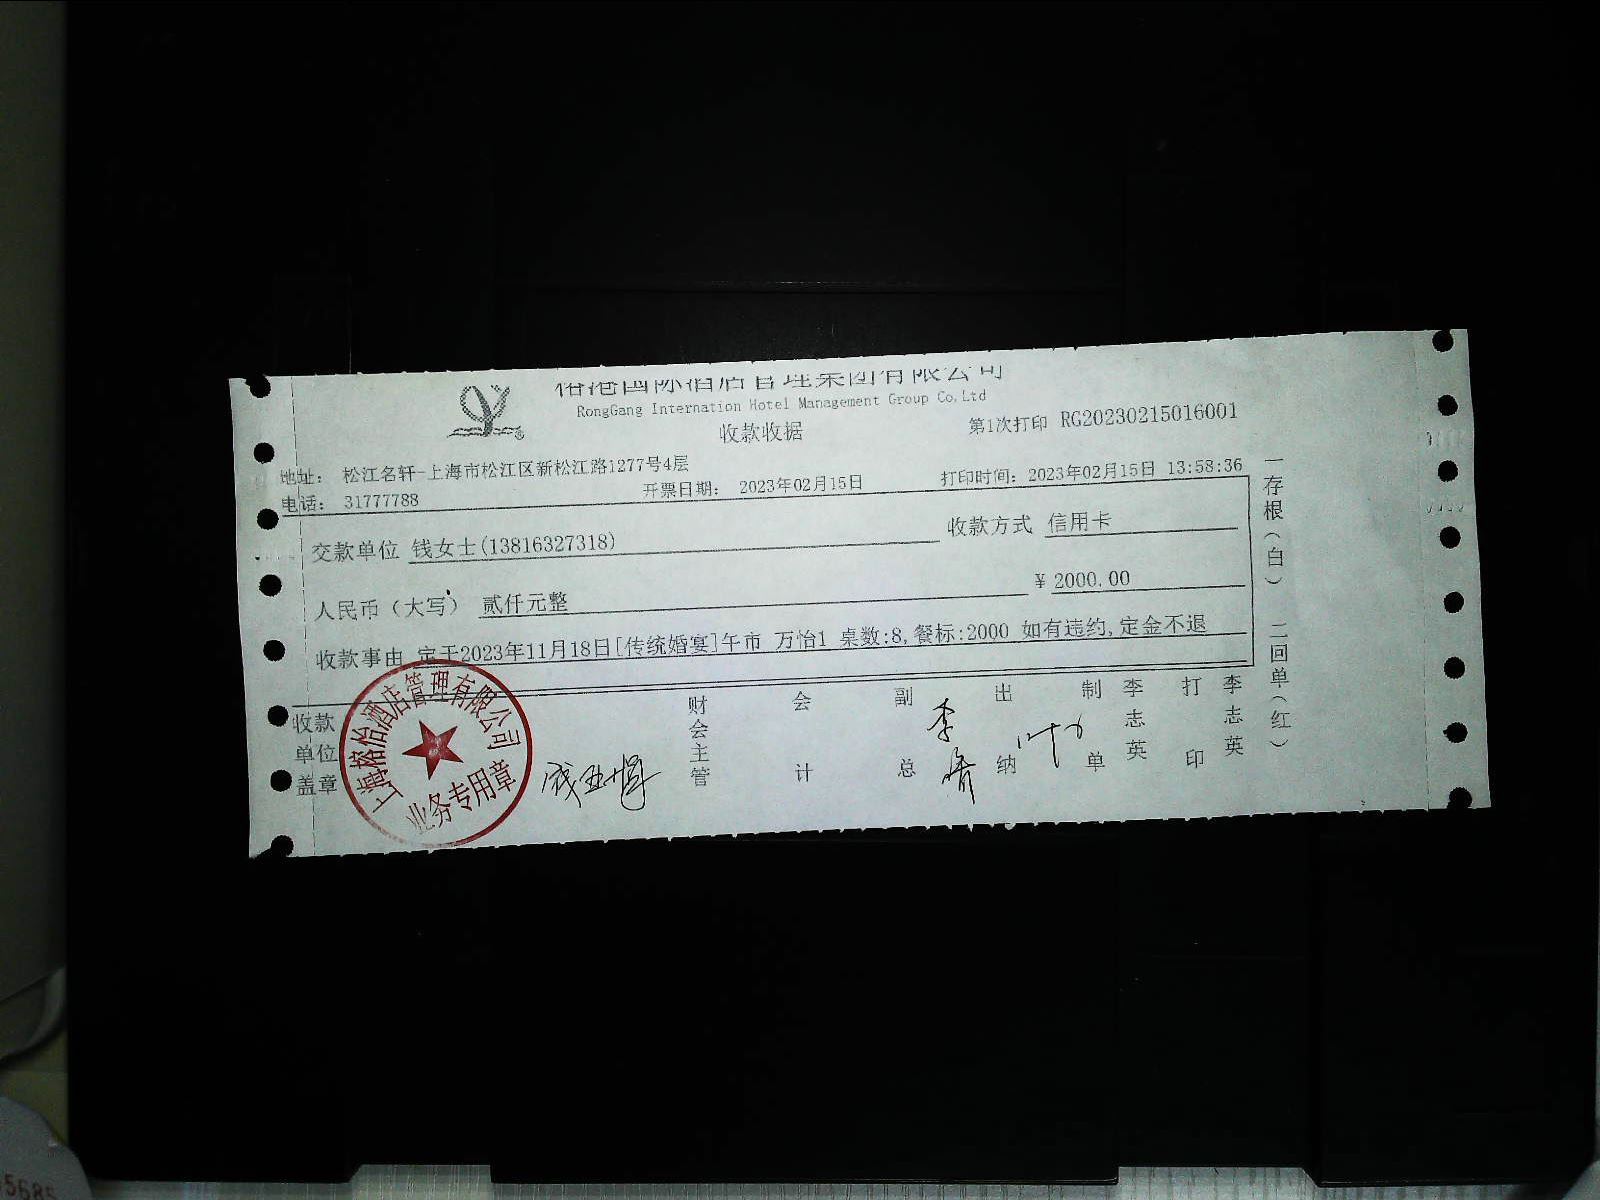 榕港国际酒店管理集团有限公司
RongGang Internation Hotel Management Group Co,Ltd
收款收据
第1次打印 RG20230215016001
地址： 松江名轩-上海市松江区新松江路1277号4层
电话： 31777788
开票日期： 2023年02月15日
打印时间：2023年02月15日 13:58:36
交款单位 钱女士(13816327318)
收款方式 信用卡
人民币（大写） 贰仟元整
¥ 2000.00
收款事由 定于2023年11月18日[传统婚宴]午市 万怡1 桌数:8,餐标:2000 如有违约,定金不退
收款
单位
盖章
业务专用章
财会主管
会计
副总
出纳
制单
李志英
打印
李志英
一存根（白） 二回单（红）